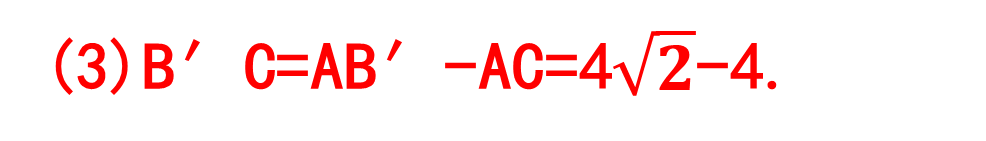 (3)B′ C=AB′ -AC=4√2-4.